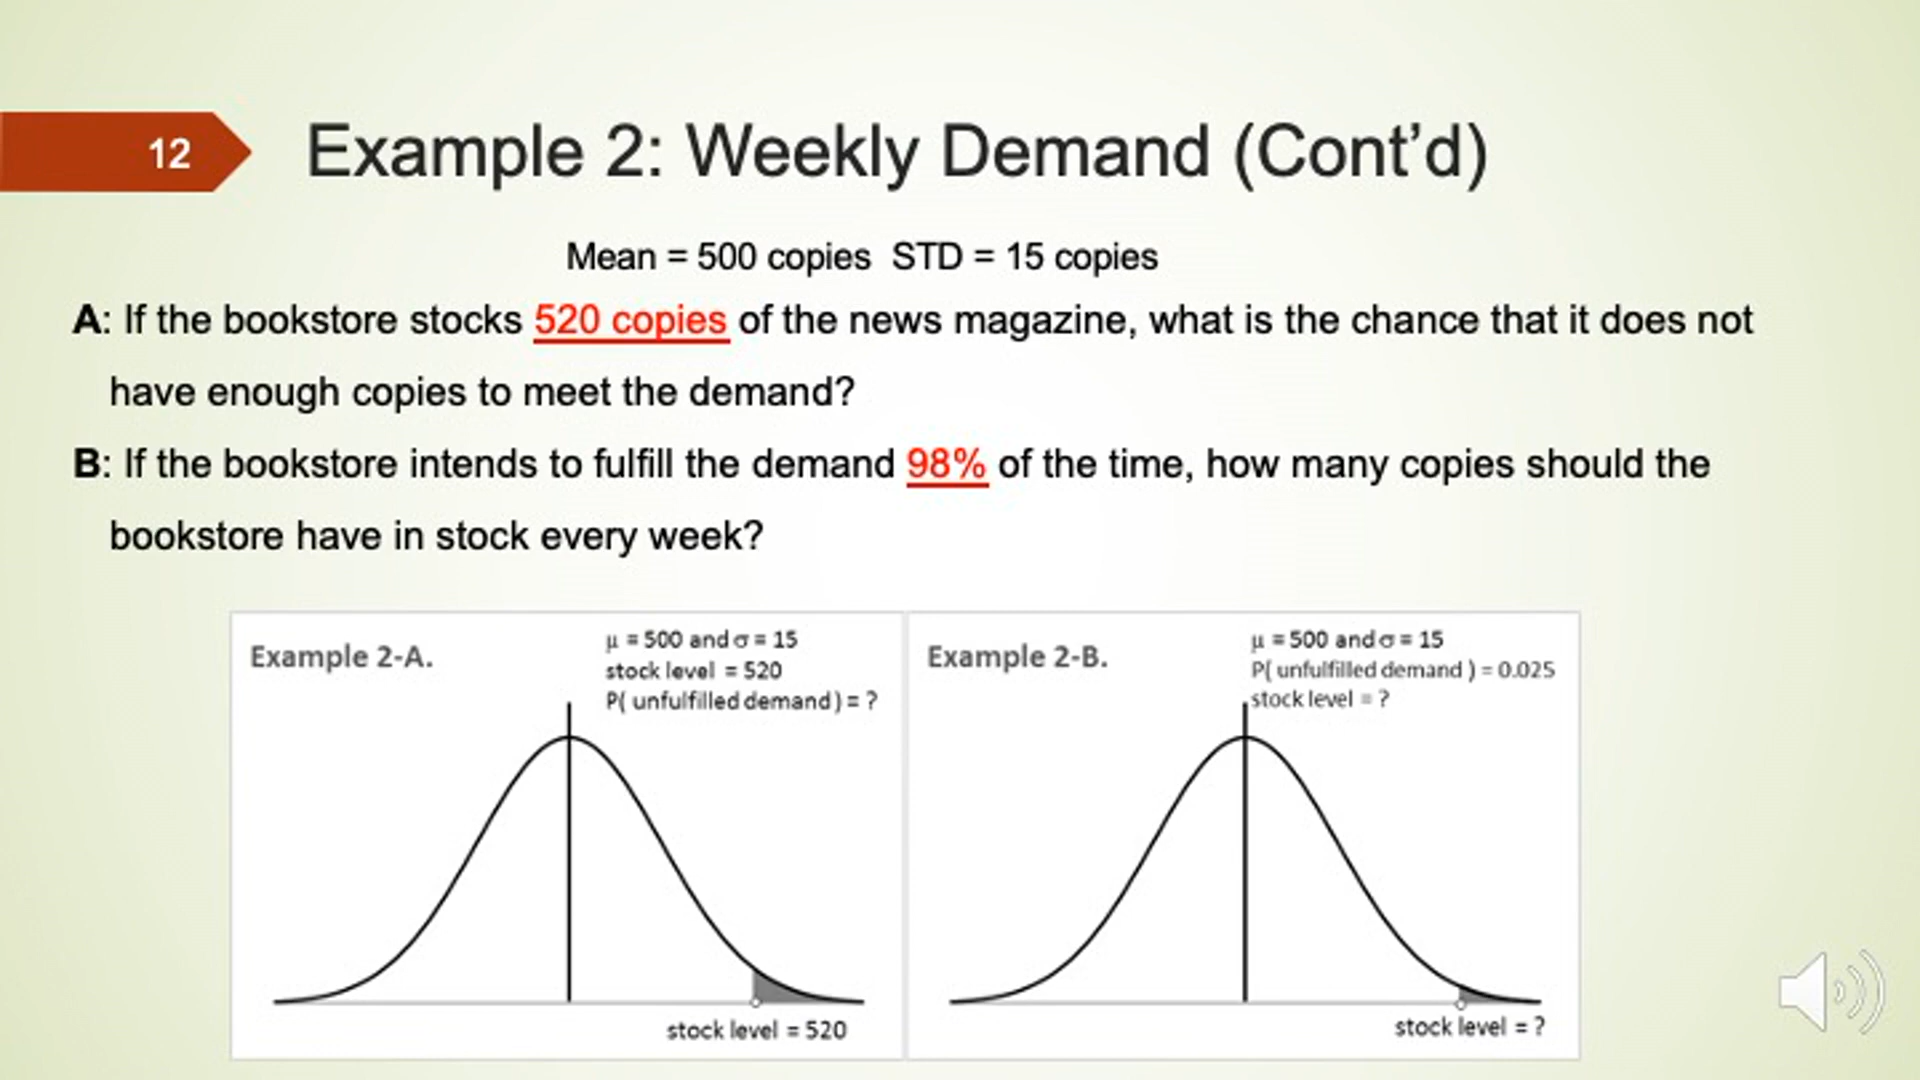 12
Example 2: Weekly Demand (Cont’d)
Mean = 500 copies STD = 15 copies
A: If the bookstore stocks 520 copies of the news magazine, what is the chance that it does not
have enough copies to meet the demand?
B: If the bookstore intends to fulfill the demand 98% of the time, how many copies should the
bookstore have in stock every week?
Example 2-A.
μ = 500 and σ = 15
stock level = 520
P( unfulfilled demand ) = ?
stock level = 520
Example 2-B.
μ = 500 and σ = 15
P( unfulfilled demand ) = 0.025
stock level = ?
stock level = ?